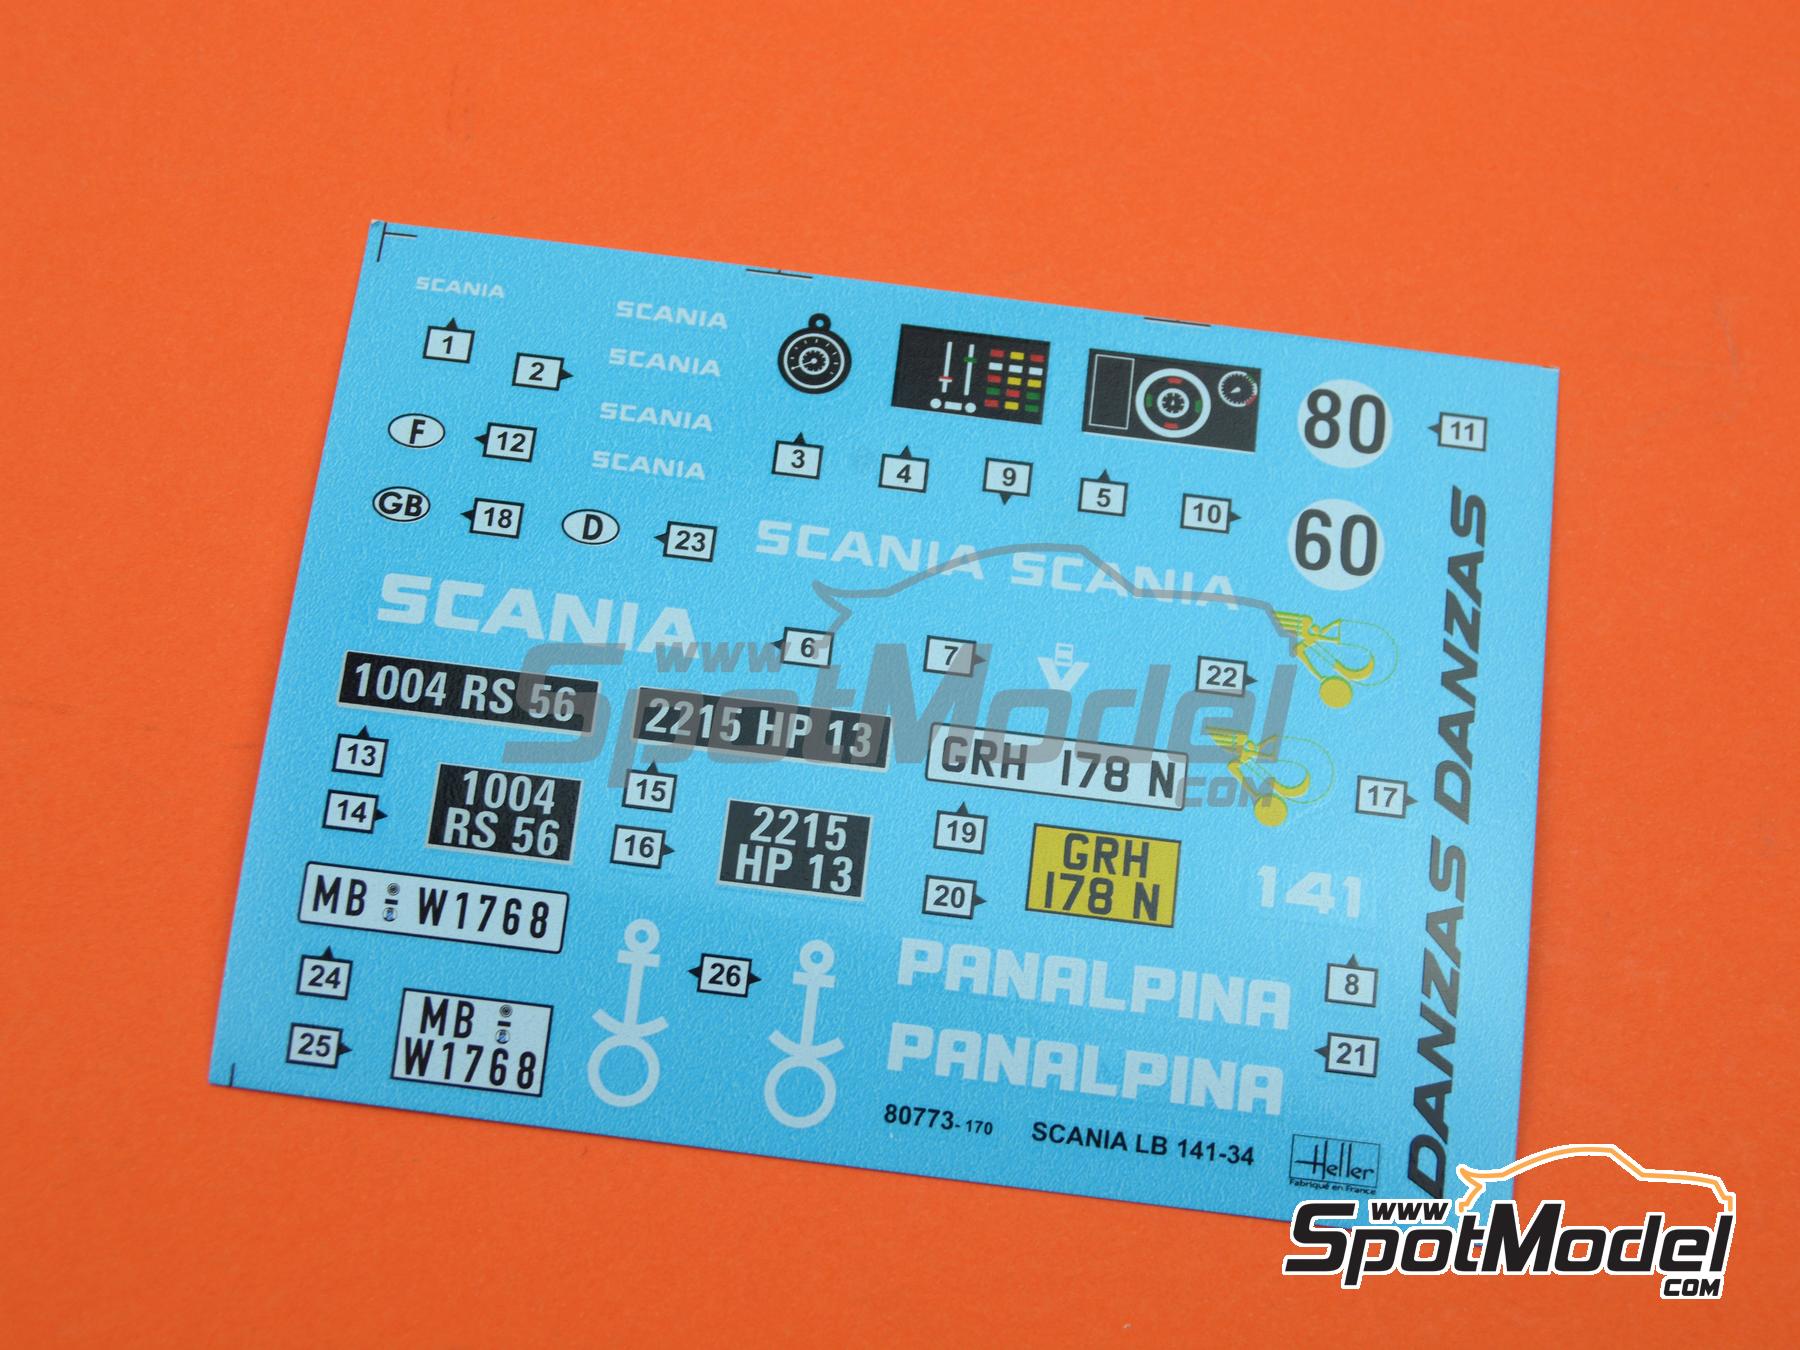 SCANIA
SCANIA
SCANIA
SCANIA
SCANIA
1
2
F
12
GB
18
D
23
3
4
9
5
10
80
11
60
SCANIA SCANIA
SCANIA
6
7
V
22
17
1004 RS 56
2215 HP 13
GRH 178 N
13
14
1004
RS 56
15
16
2215
HP 13
19
20
GRH
178 N
141
MB W1768
24
25
MB
W1768
26
PANALPINA
PANALPINA
8
21
DANZAS DANZAS
DANZAS DANZAS
80773-170
SCANIA LB 141-34
Heller
Fabriqué en France
www
SpotModel
.COM
www
SpotModel
.COM